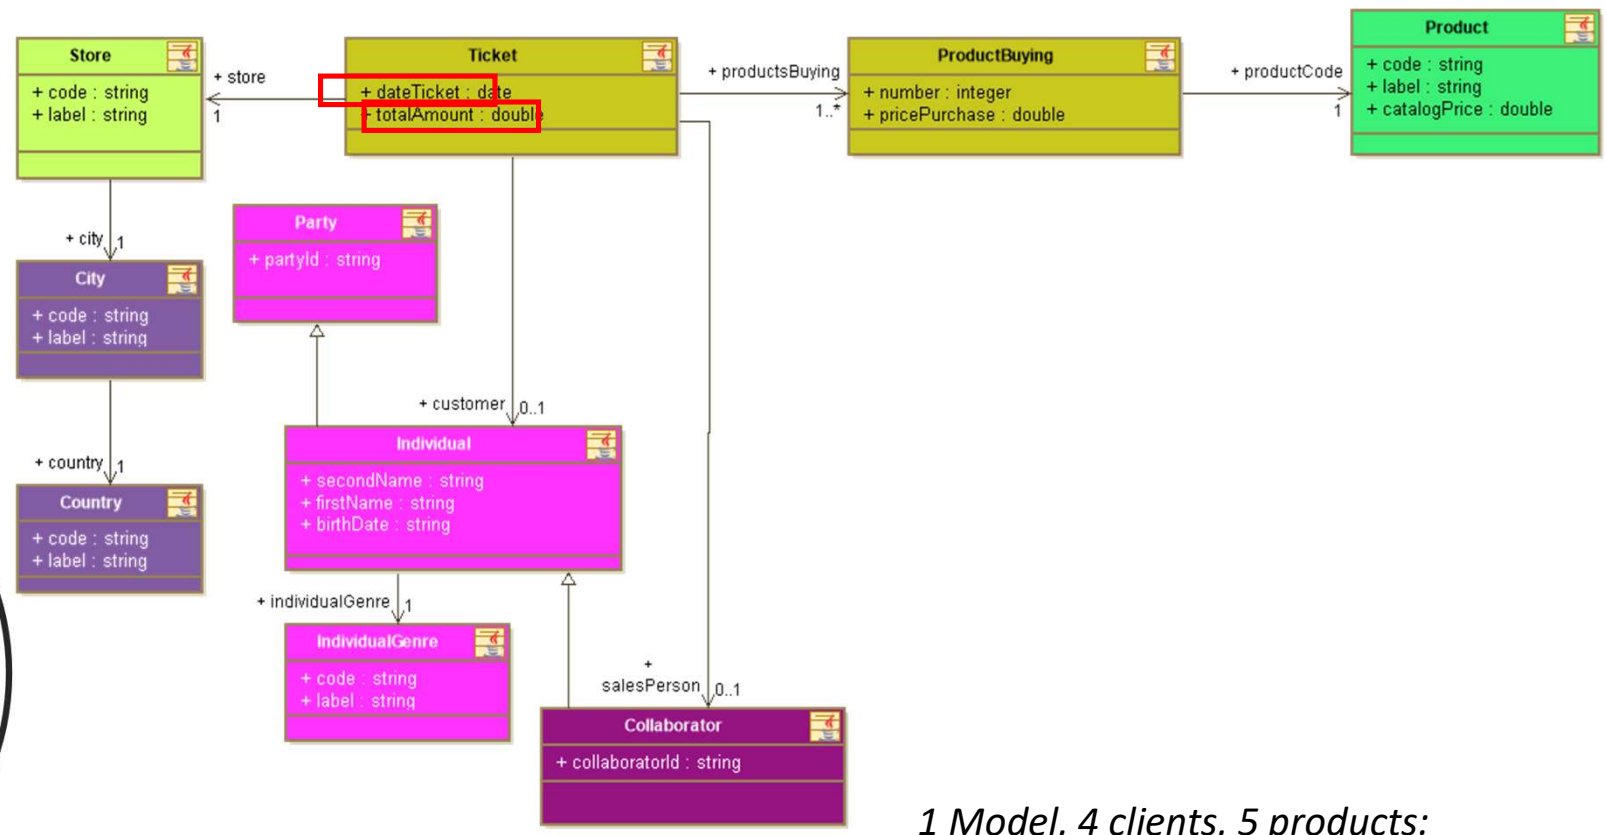 Store
+ code : string
+ label : string
+ store
1
Ticket
+ dateTicket : date
+ totalAmount : double
+ productsBuying
1..*
ProductBuying
+ number : integer
+ pricePurchase : double
+ productCode
1
Product
+ code : string
+ label : string
+ catalogPrice : double
+ city
1
City
+ code : string
+ label : string
+ country
1
Country
+ code : string
+ label : string
Party
+ partyId : string
+ customer
0..1
Individual
+ secondName : string
+ firstName : string
+ birthDate : string
+ individualGenre
1
IndividualGenre
+ code : string
+ label : string
+
salesPerson
0..1
Collaborator
+ collaboratorId : string
1 Model, 4 clients, 5 products: